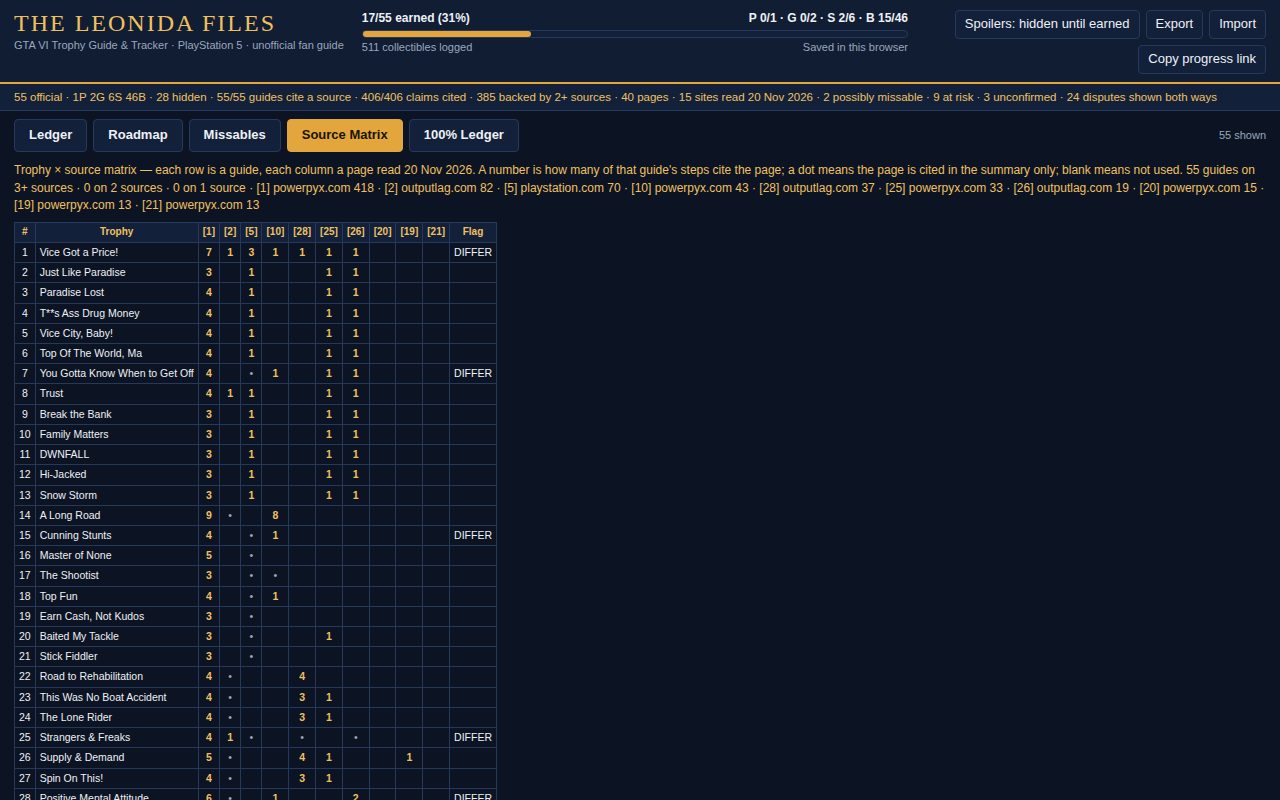 THE LEONIDA FILES
GTA VI Trophy Guide & Tracker · PlayStation 5 · unofficial fan guide
17/55 earned (31%)
P 0/1 · G 0/2 · S 2/6 · B 15/46
511 collectibles logged
Saved in this browser
Spoilers: hidden until earned
Export
Import
Copy progress link
55 official · 1P 2G 6S 46B · 28 hidden · 55/55 guides cite a source · 406/406 claims cited · 385 backed by 2+ sources · 40 pages · 15 sites read 20 Nov 2026 · 2 possibly missable · 9 at risk · 3 unconfirmed · 24 disputes shown both ways
Ledger
Roadmap
Missables
Source Matrix
100% Ledger
55 shown
Trophy × source matrix — each row is a guide, each column a page read 20 Nov 2026. A number is how many of that guide's steps cite the page; a dot means the page is cited in the summary only; blank means not used. 55 guides on
3+ sources · 0 on 2 sources · 0 on 1 source · [1] powerpyx.com 418 · [2] outputlag.com 82 · [5] playstation.com 70 · [10] powerpyx.com 43 · [28] outputlag.com 37 · [25] powerpyx.com 33 · [26] outputlag.com 19 · [20] powerpyx.com 15 ·
[19] powerpyx.com 13 · [21] powerpyx.com 13
# Trophy [1] [2] [5] [10] [28] [25] [26] [20] [19] [21] Flag
1 Vice Got a Price! 7 1 3 1 1 1 1 DIFFER
2 Just Like Paradise 3 1 1 1
3 Paradise Lost 4 1 1 1
4 T**s Ass Drug Money 4 1 1 1
5 Vice City, Baby! 4 1 1 1
6 Top Of The World, Ma 4 1 1 1
7 You Gotta Know When to Get Off 4 • 1 1 1 DIFFER
8 Trust 4 1 1 1 1
9 Break the Bank 3 1 1 1
10 Family Matters 3 1 1 1
11 DWNFALL 3 1 1 1
12 Hi-Jacked 3 1 1 1
13 Snow Storm 3 1 1 1
14 A Long Road 9 • 8
15 Cunning Stunts 4 • 1 DIFFER
16 Master of None 5 •
17 The Shootist 3 • •
18 Top Fun 4 • 1
19 Earn Cash, Not Kudos 3 •
20 Baited My Tackle 3 • 1
21 Stick Fiddler 3 •
22 Road to Rehabilitation 4 • 4
23 This Was No Boat Accident 4 • 3 1
24 The Lone Rider 4 • 3 1
25 Strangers & Freaks 4 1 • • • DIFFER
26 Supply & Demand 5 • 4 1 1
27 Spin On This! 4 • 3 1
28 Positive Mental Attitude 6 • 1 2 DIFFER